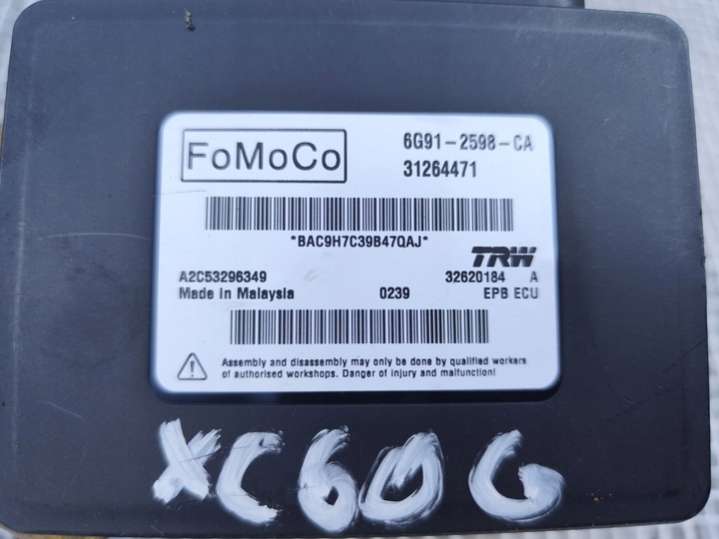 FoMoCo
6G91-2598-CA
31264471
*BAC9H7C39B47QAJ*
TRW
A2C53296349
32620184 A
Made in Malaysia
0239
EPB ECU
Assembly and disassembly may only be done by qualified workers
of authorised workshops. Danger of injury and malfunction!
XC60 G